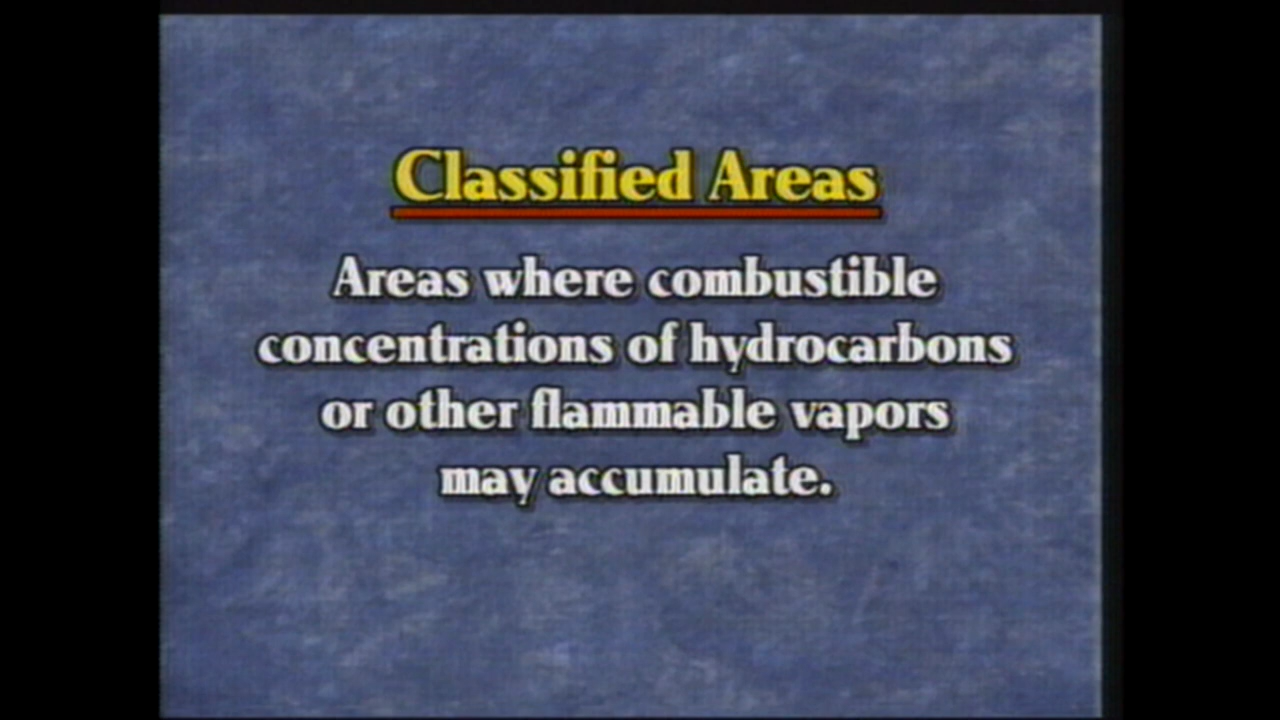 Classified Areas
Areas where combustible
concentrations of hydrocarbons
or other flammable vapors
may accumulate.